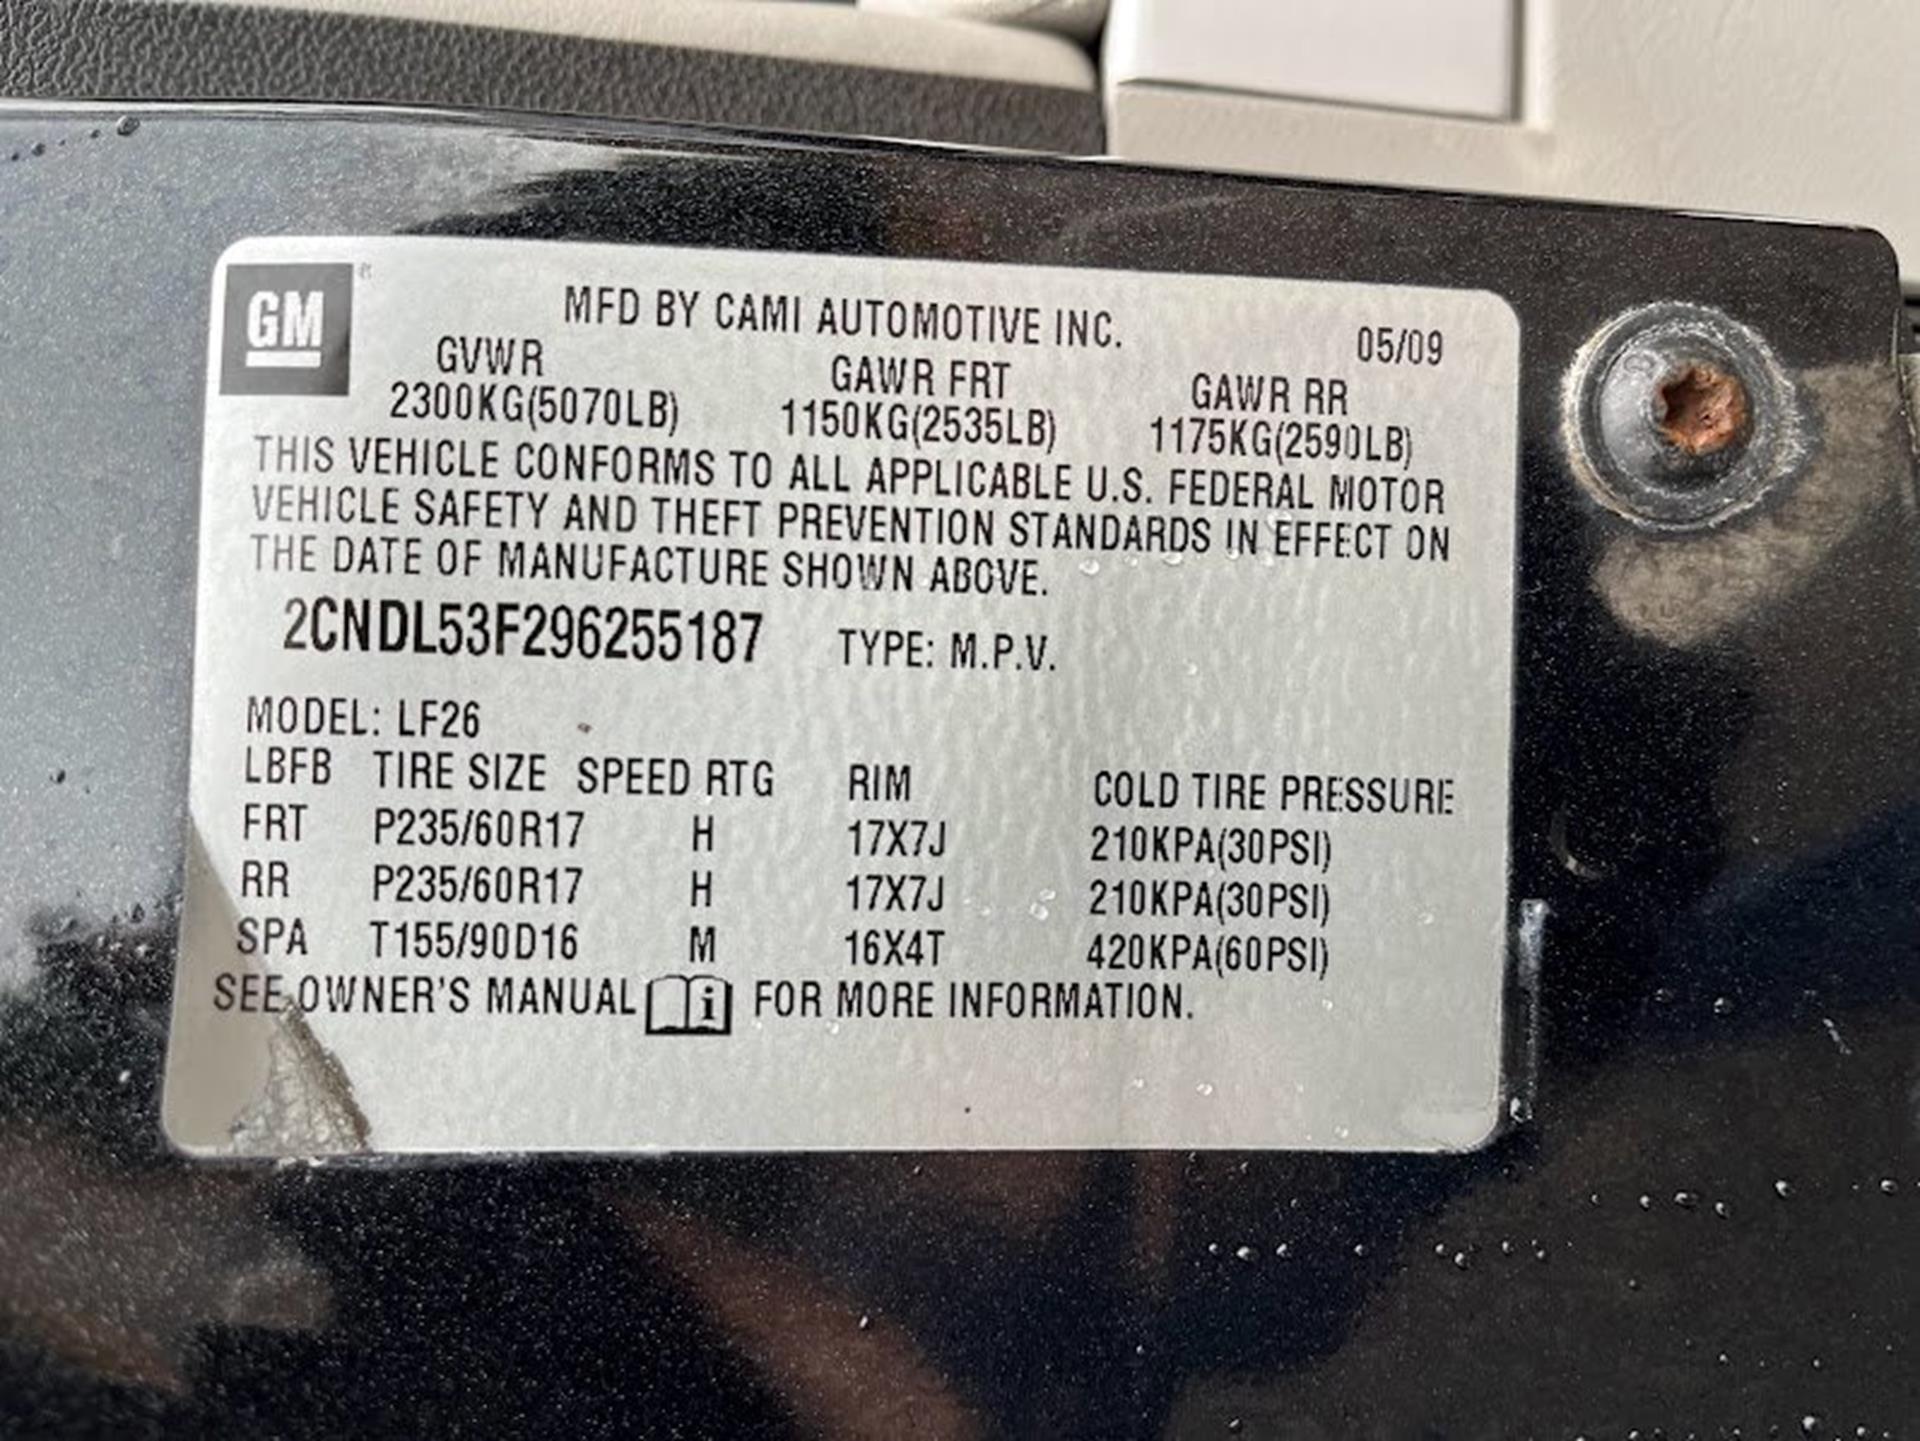 GM
MFD BY CAMI AUTOMOTIVE INC. 05/09
GVWR GAWR FRT GAWR RR
2300KG(5070LB) 1150KG(2535LB) 1175KG(2590LB)
THIS VEHICLE CONFORMS TO ALL APPLICABLE U.S. FEDERAL MOTOR
VEHICLE SAFETY AND THEFT PREVENTION STANDARDS IN EFFECT ON
THE DATE OF MANUFACTURE SHOWN ABOVE.
2CNDL53F296255187 TYPE: M.P.V.
MODEL: LF26
LBFB TIRE SIZE SPEED RTG RIM COLD TIRE PRESSURE
FRT P235/60R17 H 17X7J 210KPA(30PSI)
RR P235/60R17 H 17X7J 210KPA(30PSI)
SPA T155/90D16 M 16X4T 420KPA(60PSI)
SEE OWNER'S MANUAL i FOR MORE INFORMATION.